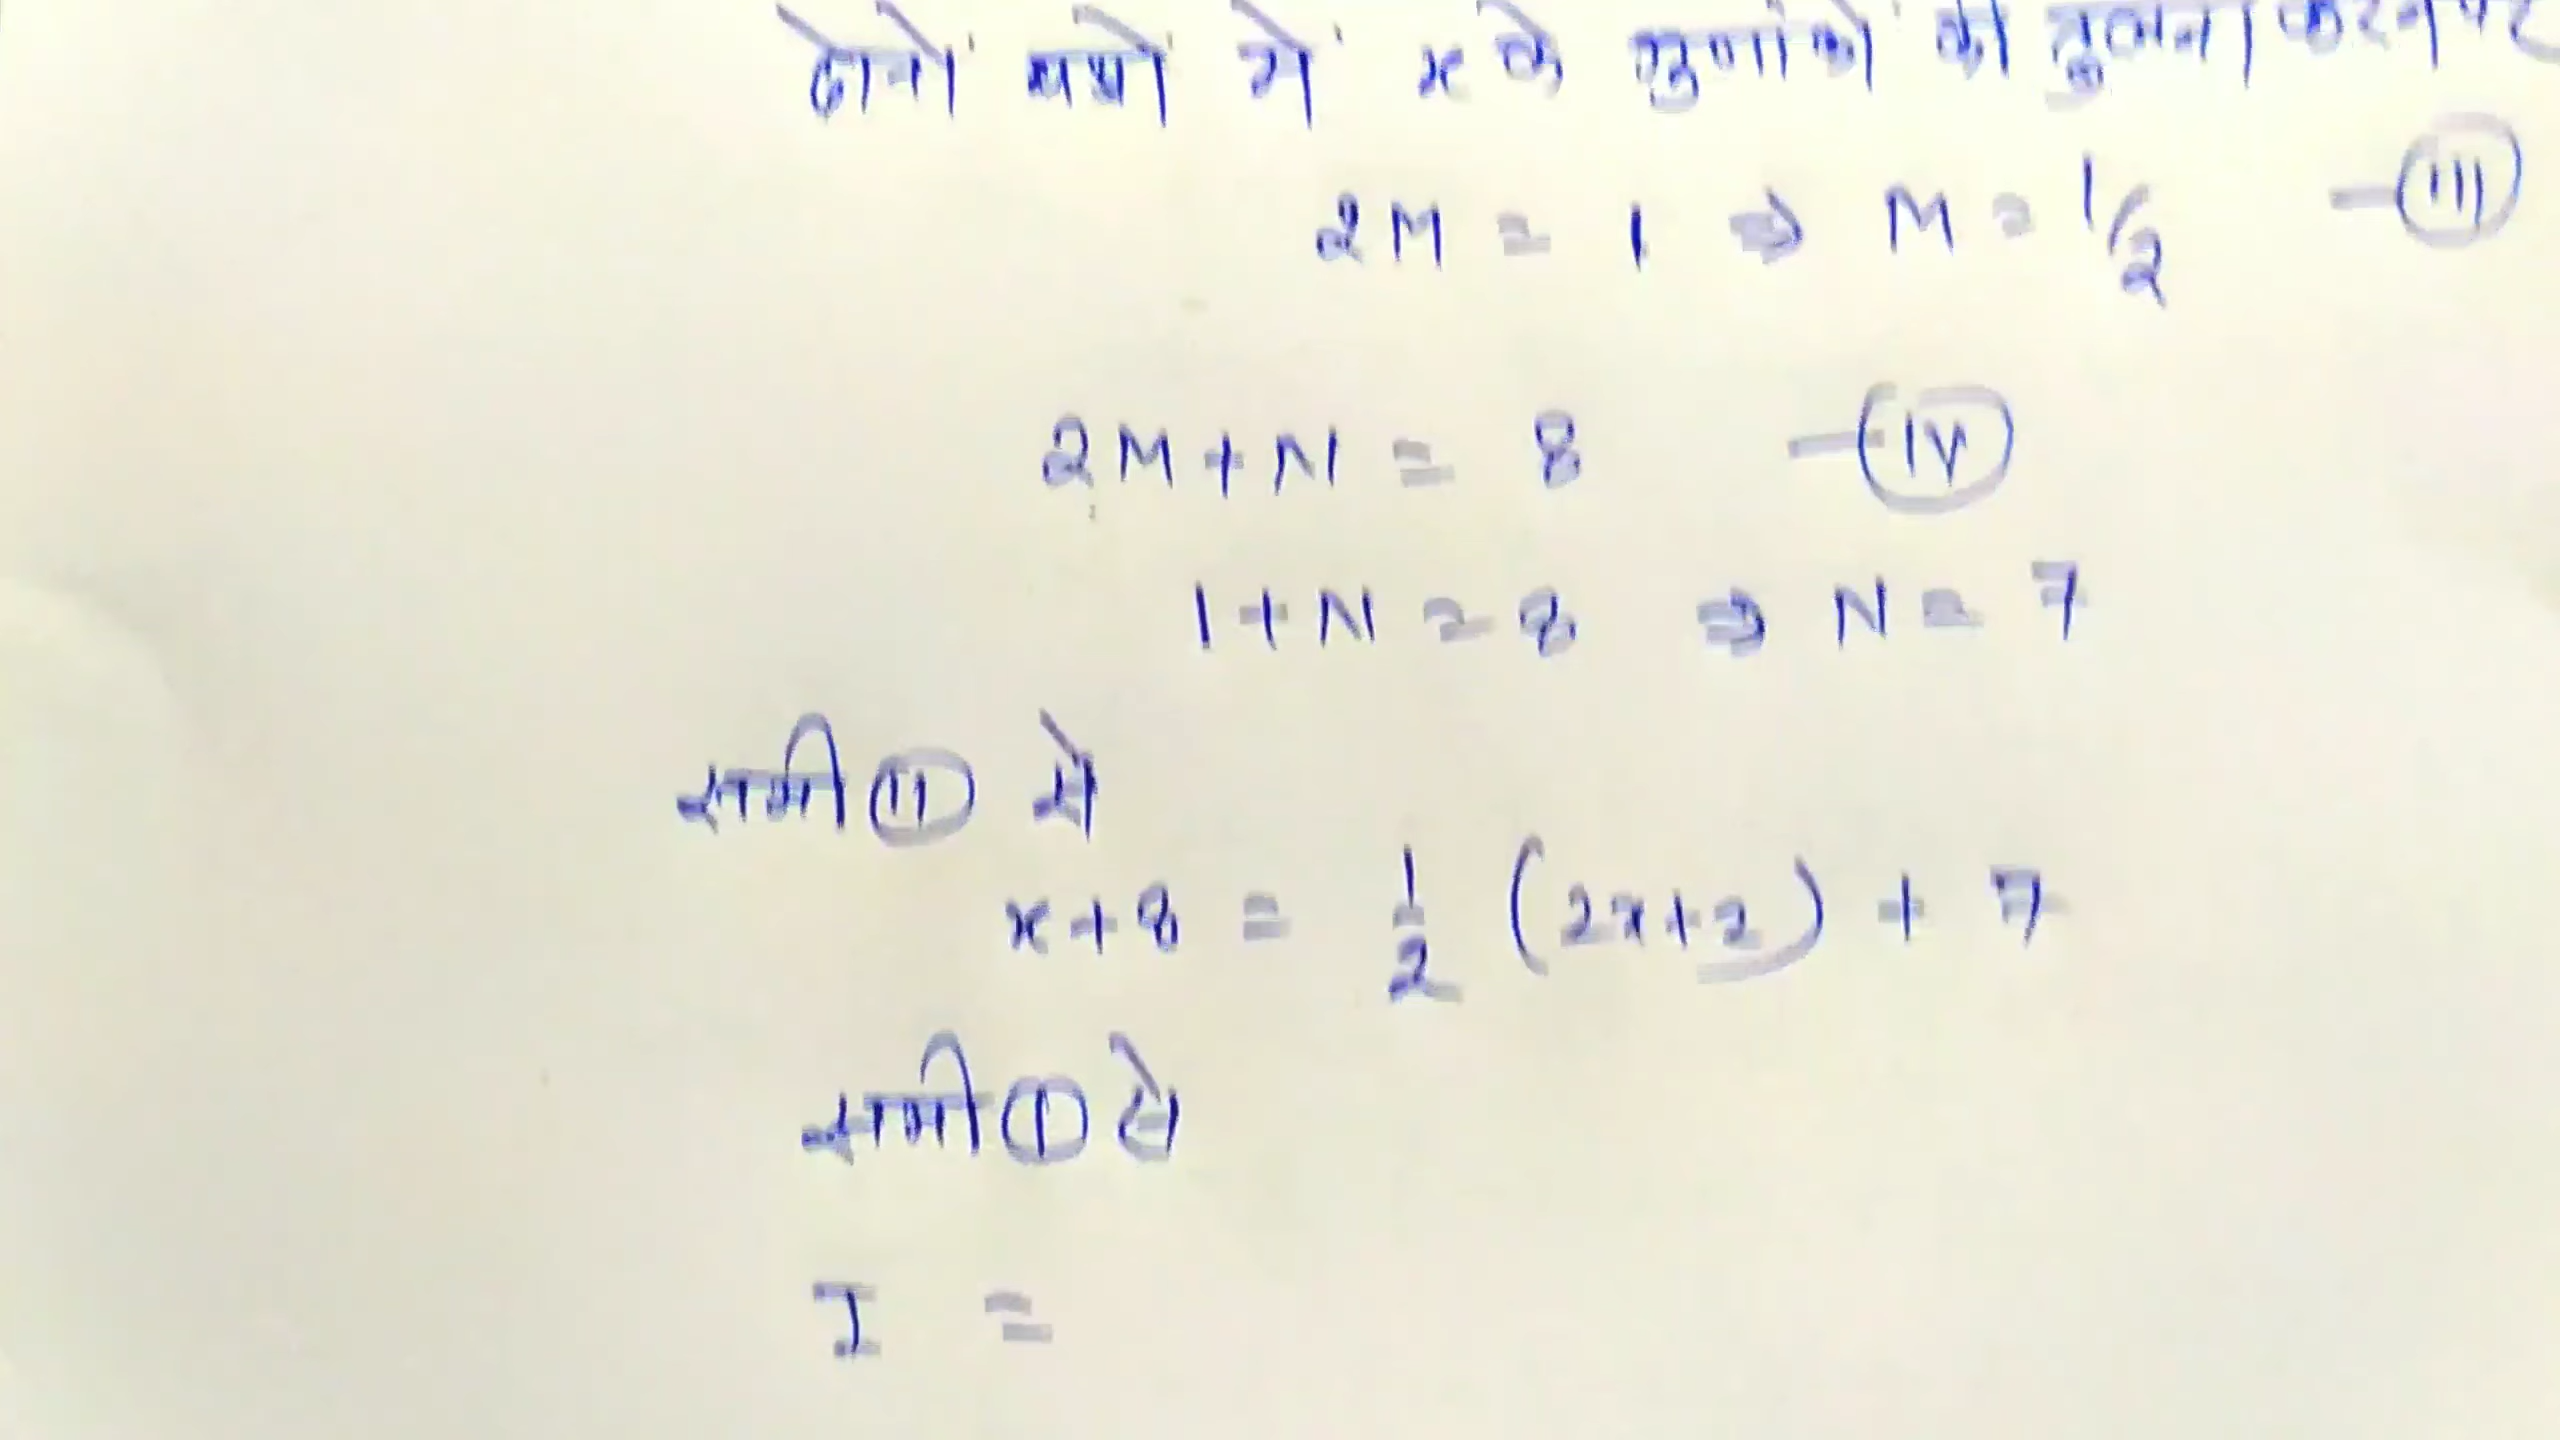 दोनो पक्षो में x के गुणांको की तुलना करने पर
2M = 1 ⇒ M = 1/2 — (III)
2M + N = 8 — (IV)
1 + N = 8 ⇒ N = 7
समी (II) से
x + 8 = 1/2 (2x + 2) + 7
समी (I) से
I =